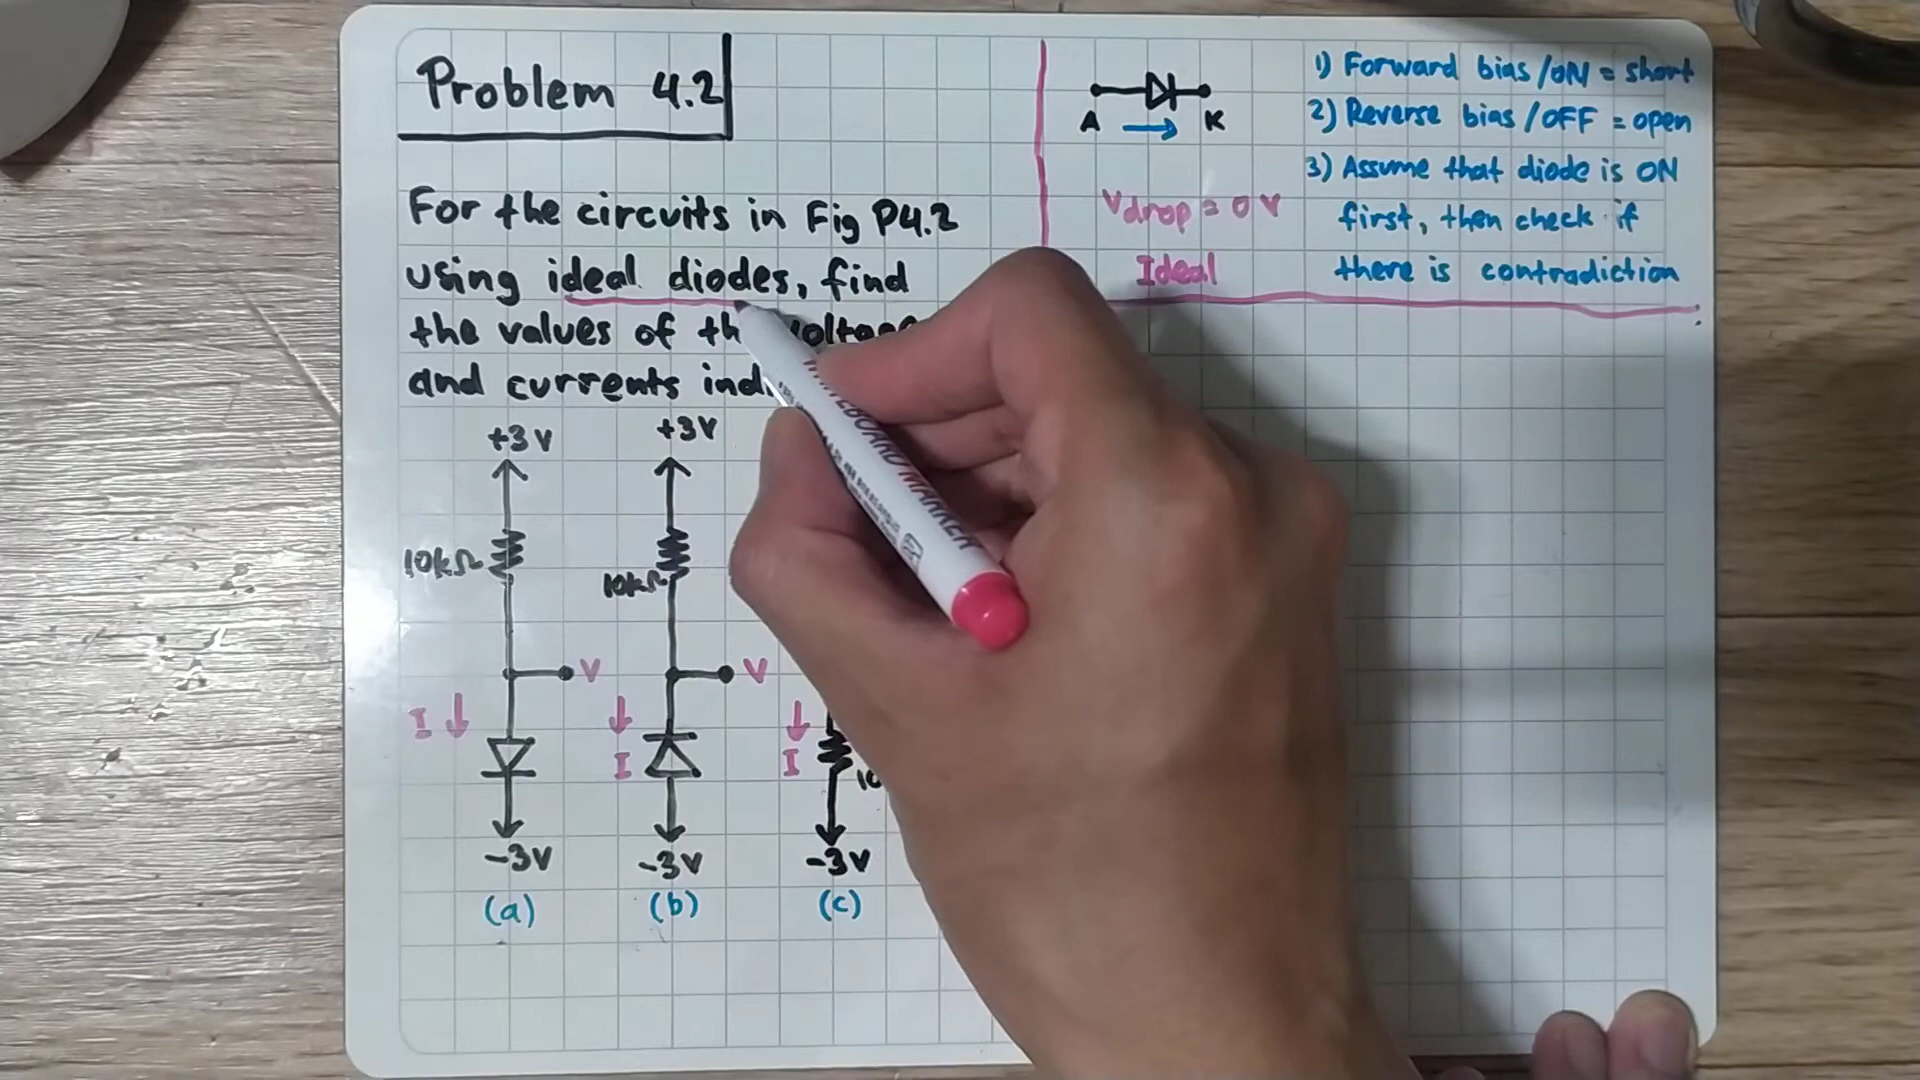 Problem 4.2
For the circuits in Fig P4.2
using ideal diodes, find
the values of th
and currents ind
A K
Vdrop = 0 V
Ideal
1) Forward bias/ON = short
2) Reverse bias/OFF = open
3) Assume that diode is ON
first, then check if
there is contradiction
+3V +3V
10kΩ 10kΩ
V V
I I I
10
-3V -3V -3V
(a) (b) (c)
MARKER